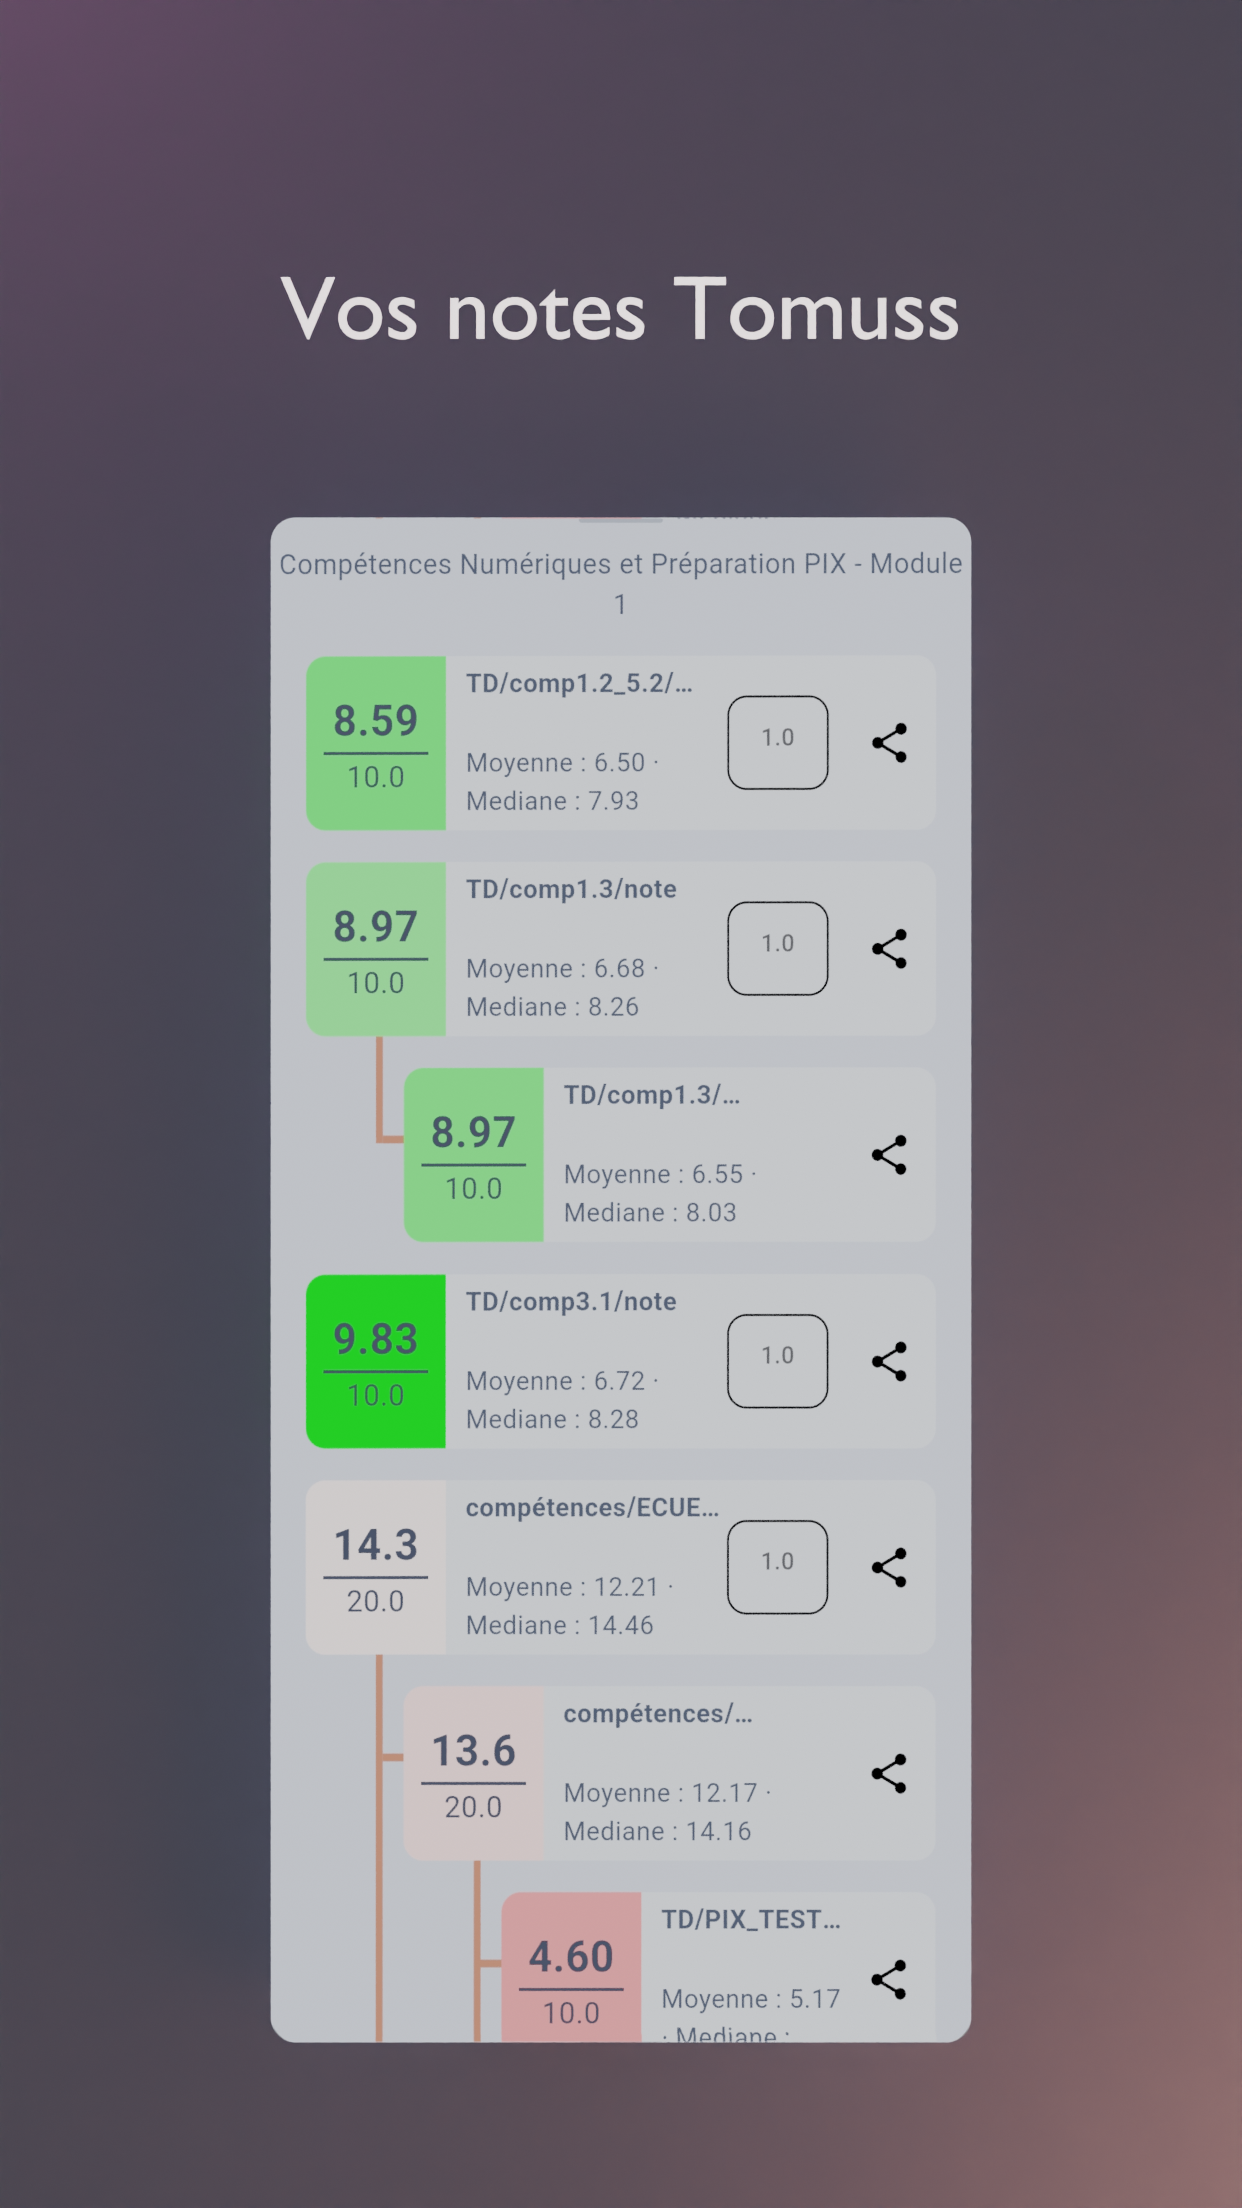 Vos notes Tomuss
Compétences Numériques et Préparation PIX - Module
1
8.59
10.0
TD/comp1.2_5.2/...
Moyenne : 6.50 ·
Mediane : 7.93
1.0
8.97
10.0
TD/comp1.3/note
Moyenne : 6.68 ·
Mediane : 8.26
1.0
8.97
10.0
TD/comp1.3/...
Moyenne : 6.55 ·
Mediane : 8.03
9.83
10.0
TD/comp3.1/note
Moyenne : 6.72 ·
Mediane : 8.28
1.0
14.3
20.0
compétences/ECUE...
Moyenne : 12.21 ·
Mediane : 14.46
1.0
13.6
20.0
compétences/...
Moyenne : 12.17 ·
Mediane : 14.16
4.60
10.0
TD/PIX_TEST...
Moyenne : 5.17
· Mediane :